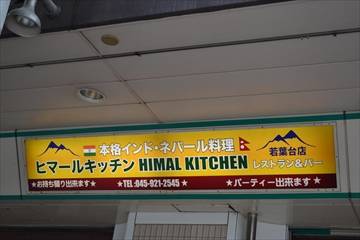 本格インド・ネパール料理
若葉台店
ヒマールキッチン HIMAL KITCHEN レストラン&バー
★お持ち帰り出来ます★ ★TEL:045-921-2545 ★ ★パーティー出来ます★